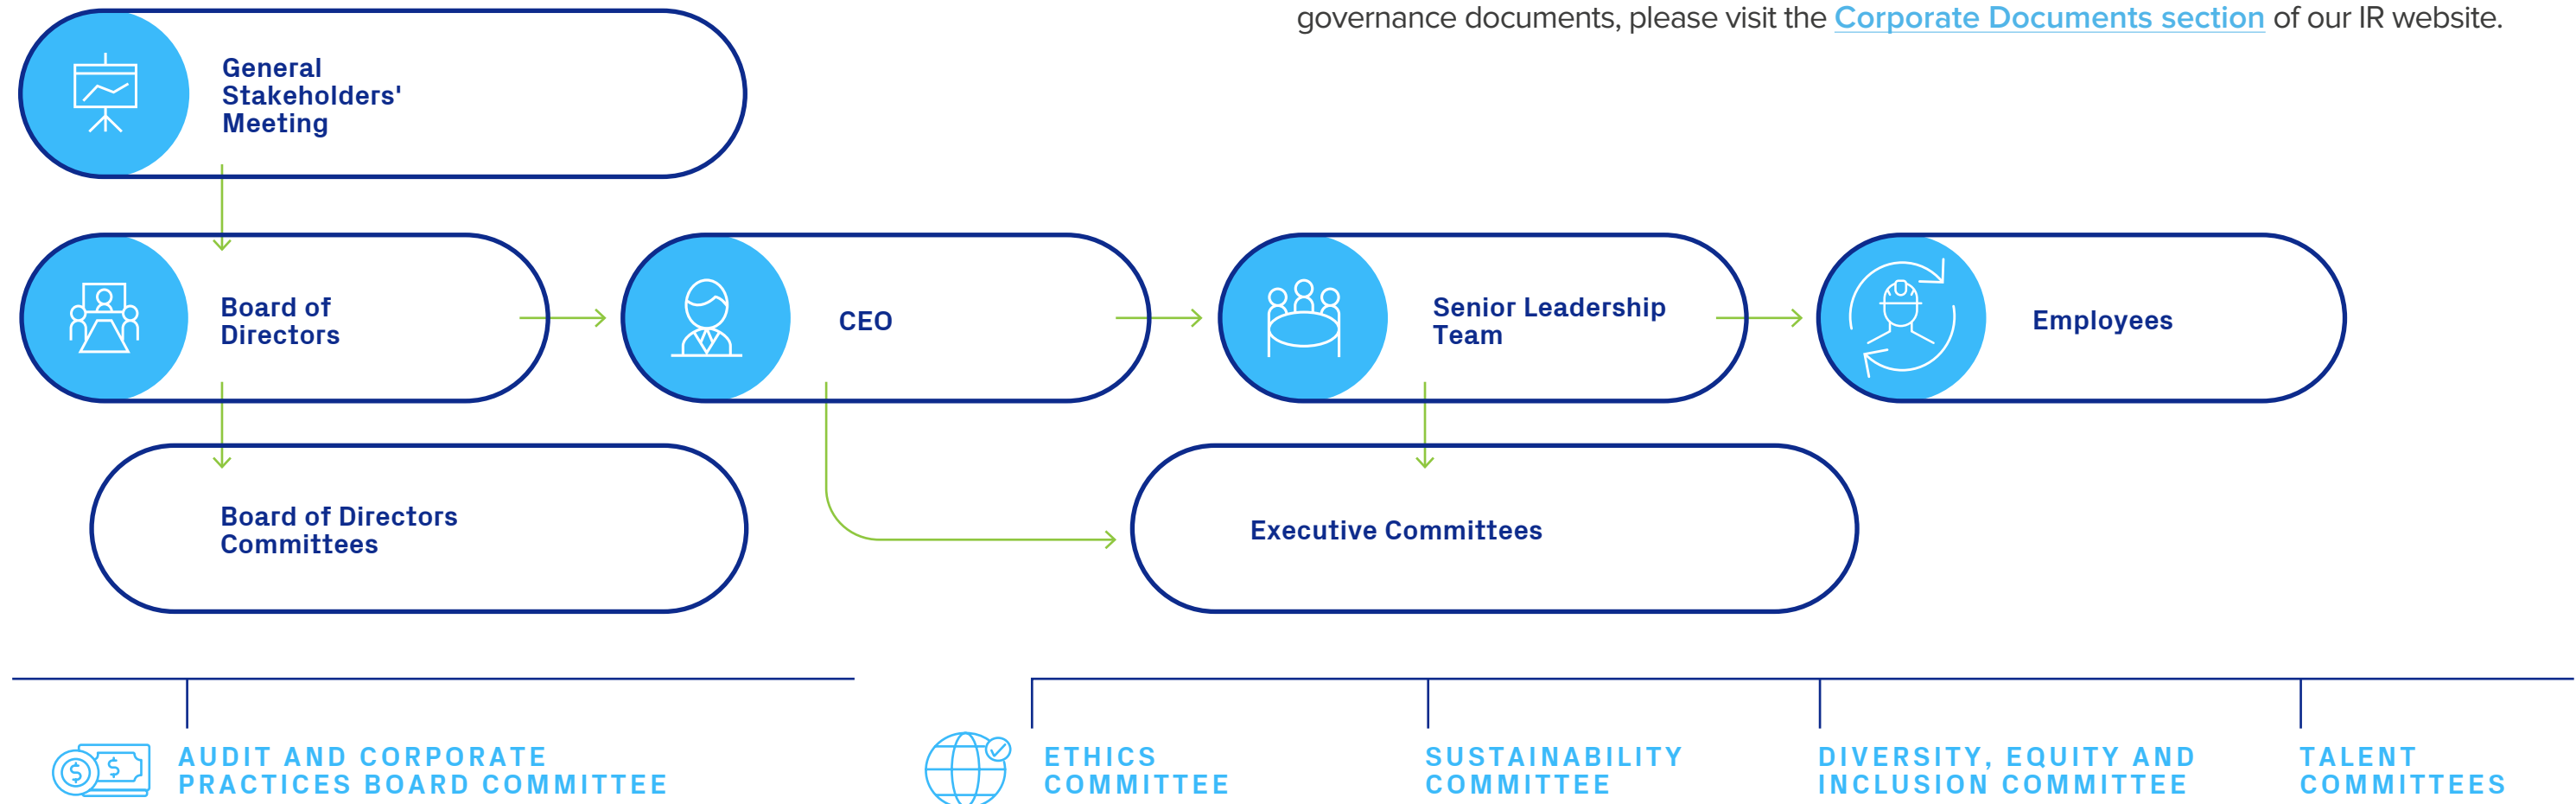 governance documents, please visit the Corporate Documents section of our IR website.
General
Stakeholders'
Meeting
Board of
Directors
CEO
Senior Leadership
Team
Employees
Board of Directors
Committees
Executive Committees
AUDIT AND CORPORATE
PRACTICES BOARD COMMITTEE
ETHICS
COMMITTEE
SUSTAINABILITY
COMMITTEE
DIVERSITY, EQUITY AND
INCLUSION COMMITTEE
TALENT
COMMITTEES